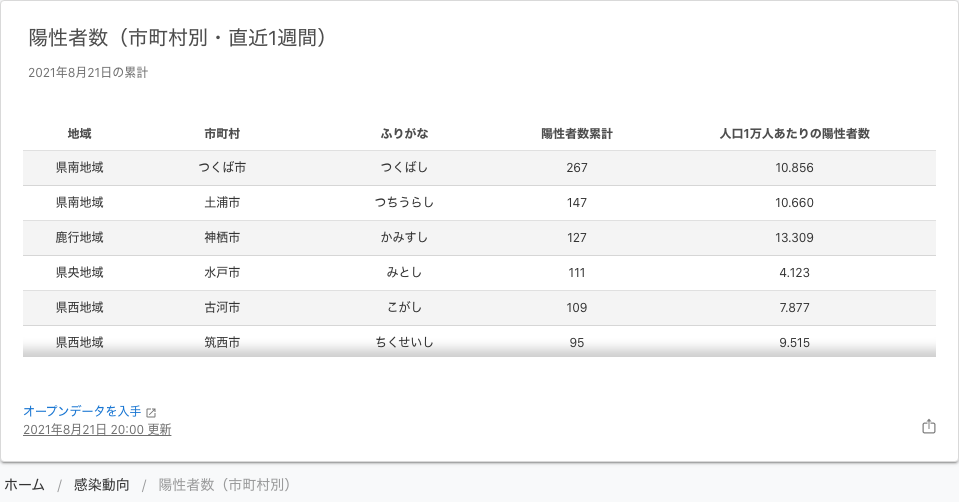 陽性者数（市町村別・直近1週間）
2021年8月21日の累計
地域 市町村 ふりがな 陽性者数累計 人口1万人あたりの陽性者数
県南地域 つくば市 つくばし 267 10.856
県南地域 土浦市 つちうらし 147 10.660
鹿行地域 神栖市 かみすし 127 13.309
県央地域 水戸市 みとし 111 4.123
県西地域 古河市 こがし 109 7.877
県西地域 筑西市 ちくせいし 95 9.515
オープンデータを入手
2021年8月21日 20:00 更新
ホーム / 感染動向 / 陽性者数（市町村別）